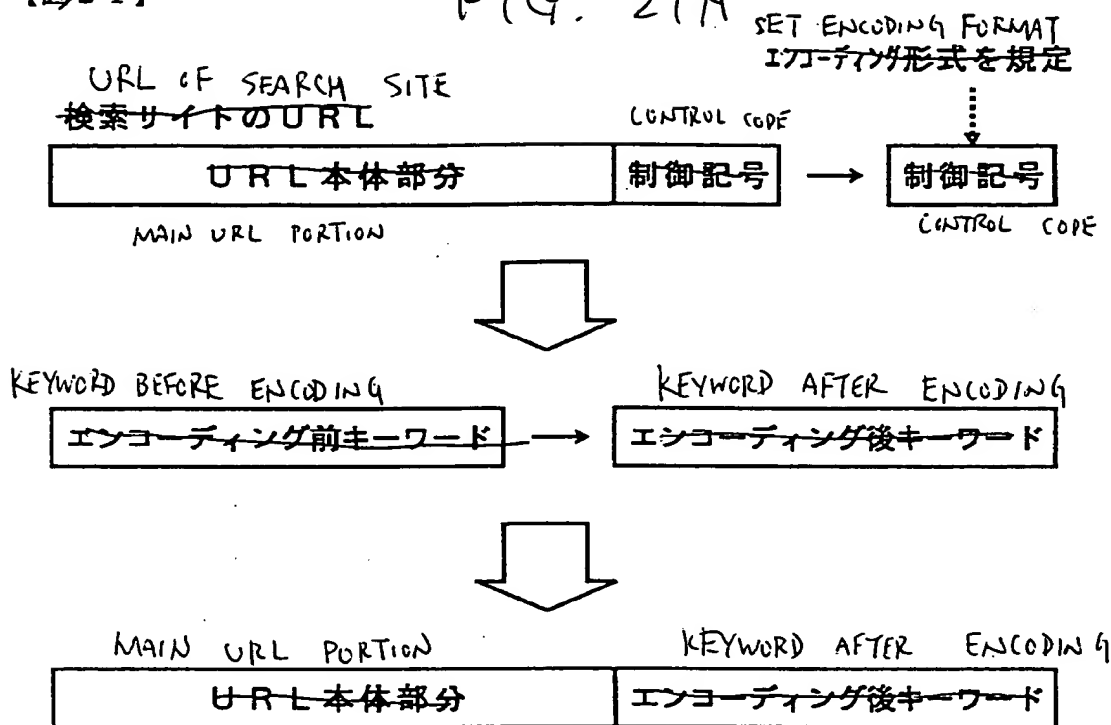 FIG. 21A
SET ENCODING FORMAT
エンコーディング形式を規定
URL OF SEARCH SITE
検索サイトのURL
CONTROL CODE
URL本体部分 制御記号 → 制御記号
MAIN URL PORTION
CONTROL CODE
KEYWORD BEFORE ENCODING
KEYWORD AFTER ENCODING
エンコーディング前キーワード → エンコーディング後キーワード
MAIN URL PORTION
KEYWORD AFTER ENCODING
URL本体部分 エンコーディング後キーワード